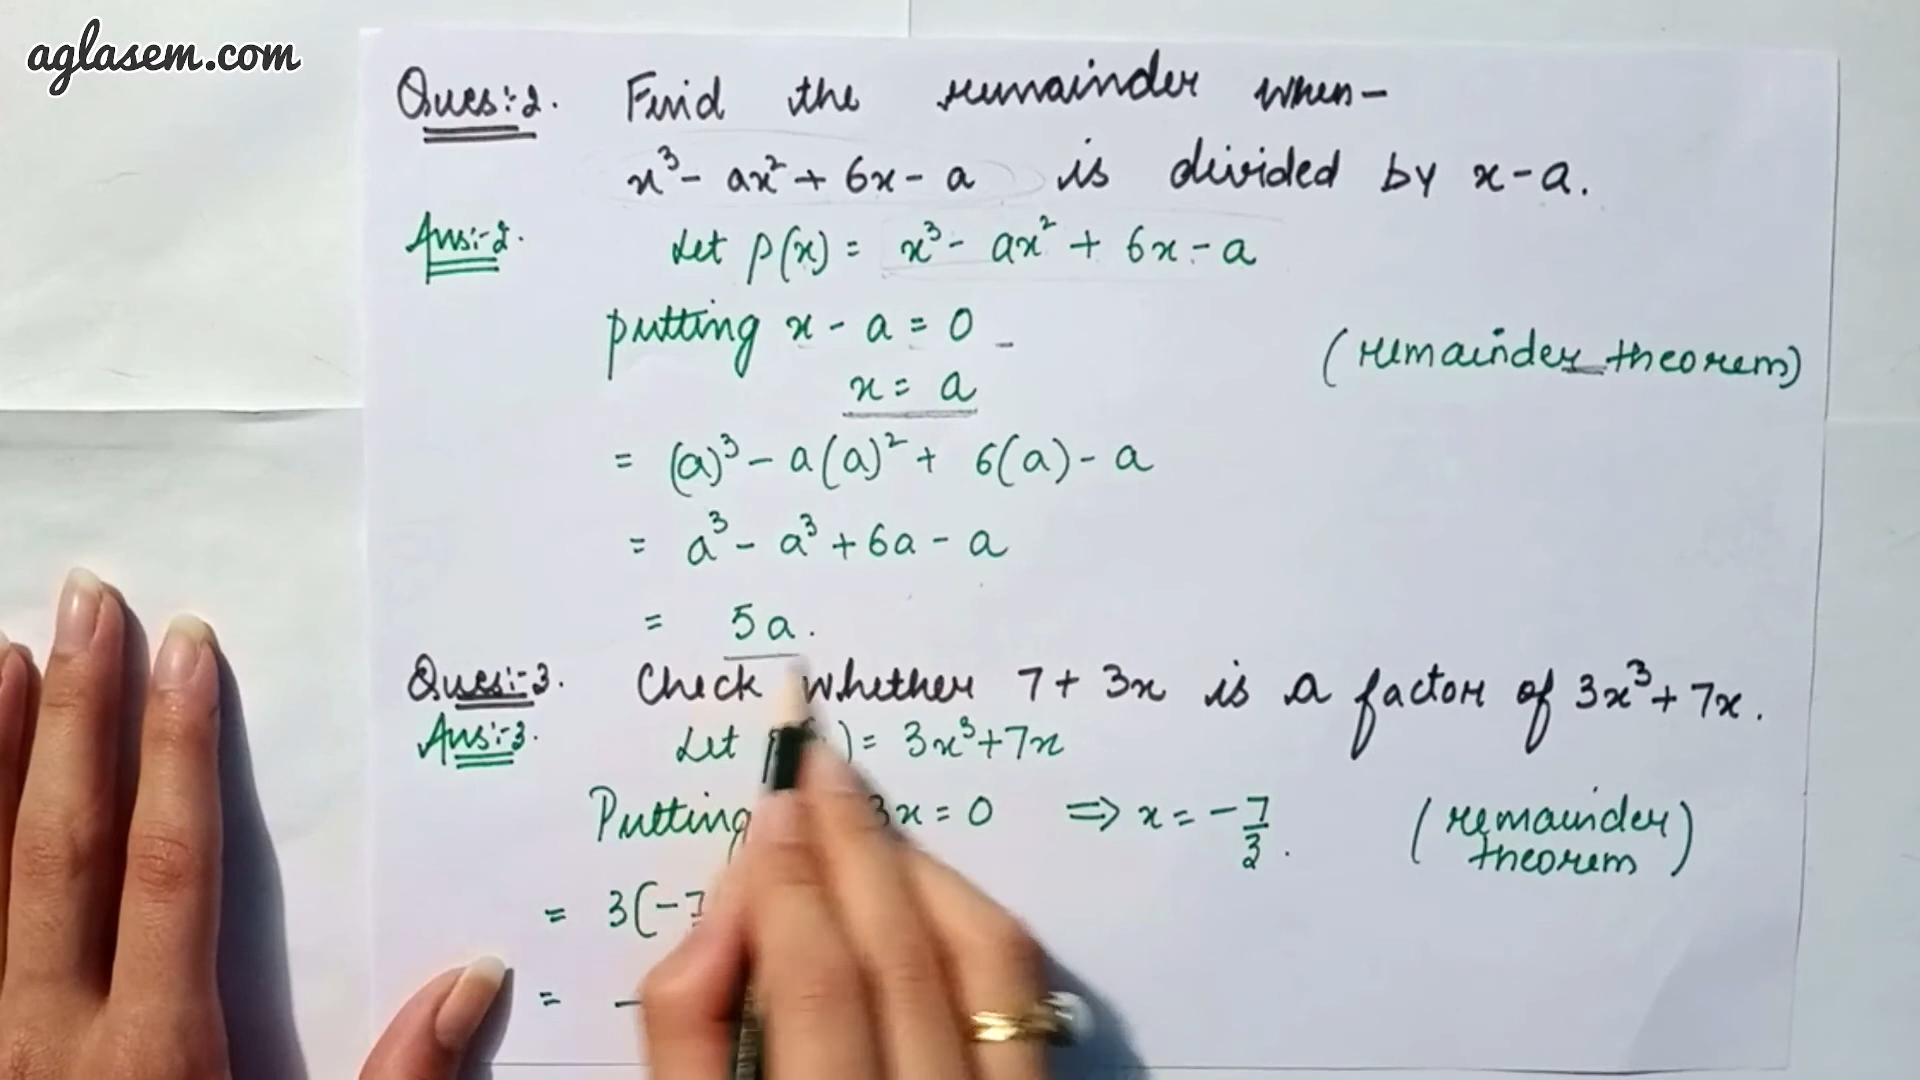 aglasem.com
Ques:-2. Find the remainder when-
x³ - ax² + 6x - a is divided by x-a.
Ans:-2. Let p(x) = x³ - ax² + 6x - a
putting x - a = 0
(remainder theorem)
x = a
= (a)³ - a(a)² + 6(a) - a
= a³ - a³ + 6a - a
= 5a.
Ques:-3. Check whether 7 + 3x is a factor of 3x³ + 7x.
Ans:-3. Let ) = 3x³+7x
Putting 3x = 0 ⇒ x = -7/3. (remainder theorem)
= 3(-7
= -